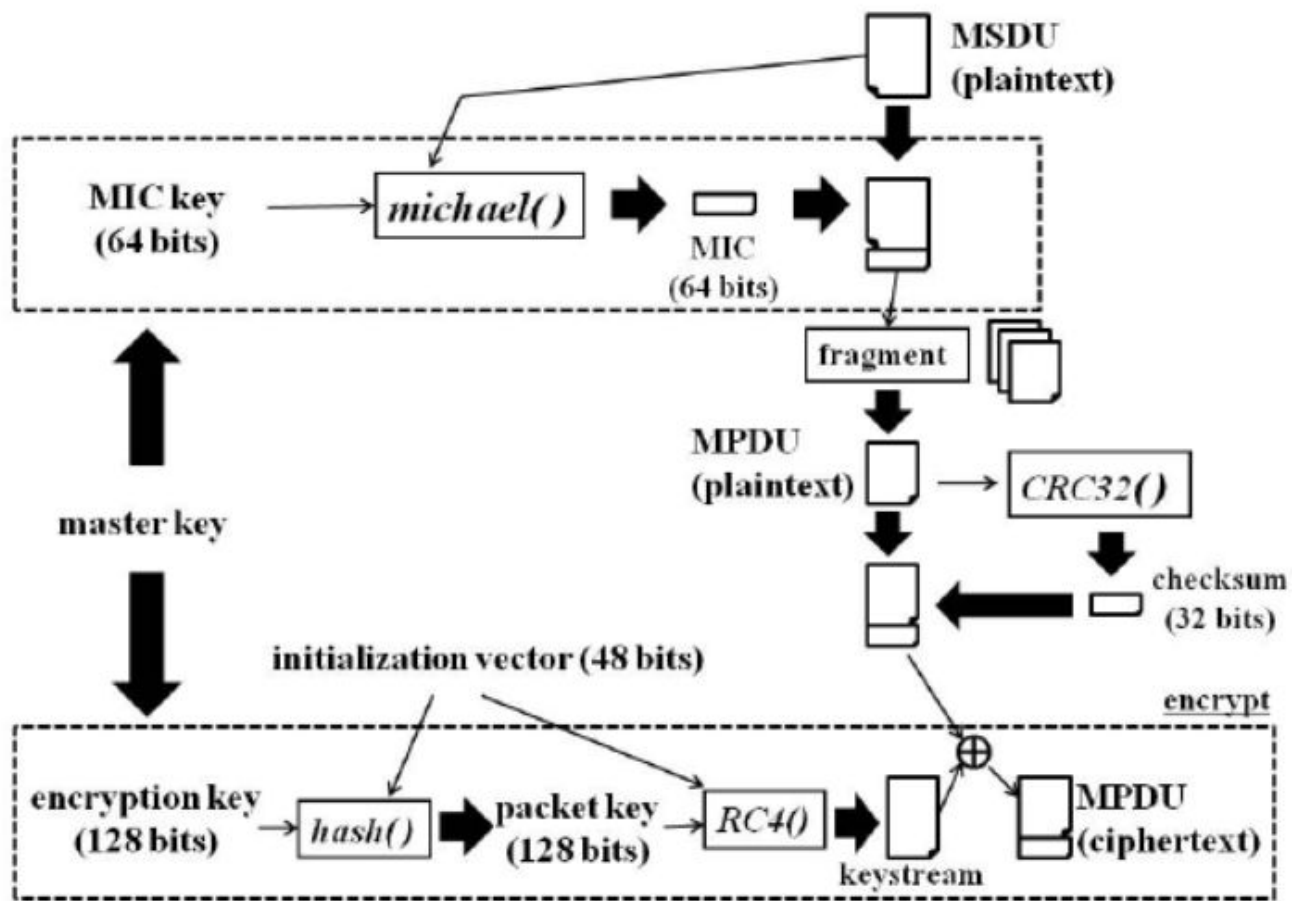 MSDU
(plaintext)
MIC key
(64 bits)
michael()
MIC
(64 bits)
fragment
MPDU
(plaintext)
CRC32()
master key
checksum
(32 bits)
initialization vector (48 bits)
encrypt
encryption key
(128 bits)
hash()
packet key
(128 bits)
RC4()
keystream
MPDU
(ciphertext)